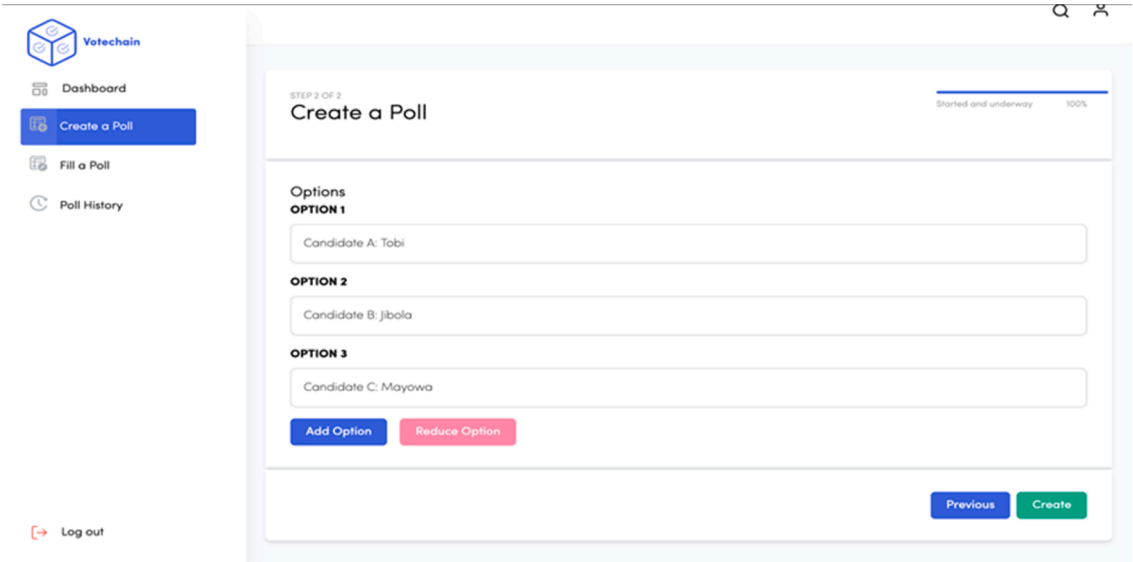 Votechain
Dashboard
Create a Poll
Fill a Poll
Poll History
Log out
STEP 2 OF 2
Create a Poll
Started and underway 100%
Options
OPTION 1
Candidate A: Tobi
OPTION 2
Candidate B: Jibola
OPTION 3
Candidate C: Mayowa
Add Option Reduce Option
Previous Create